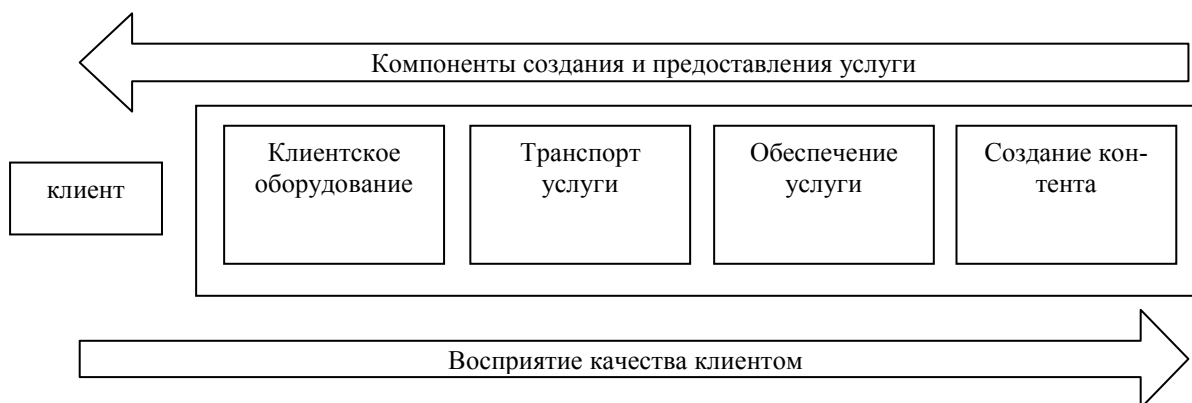 Компоненты создания и предоставления услуги
клиент
Клиентское
оборудование
Транспорт
услуги
Обеспечение
услуги
Создание кон-
тента
Восприятие качества клиентом